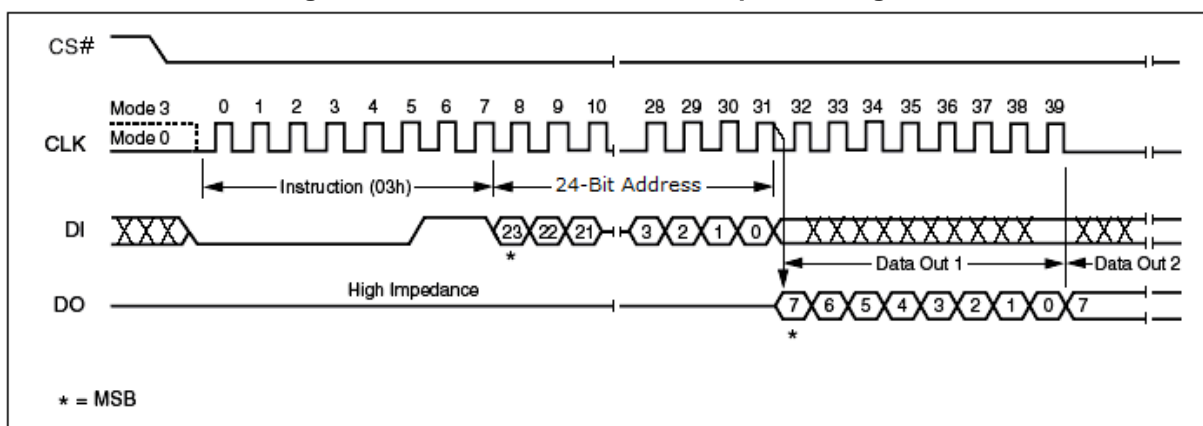 CS#
Mode 3 0 1 2 3 4 5 6 7 8 9 10 28 29 30 31 32 33 34 35 36 37 38 39
CLK Mode 0
Instruction (03h) 24-Bit Address
DI 23 22 21 3 2 1 0
* Data Out 1 Data Out 2
High Impedance
DO 7 6 5 4 3 2 1 0 7
*
* = MSB